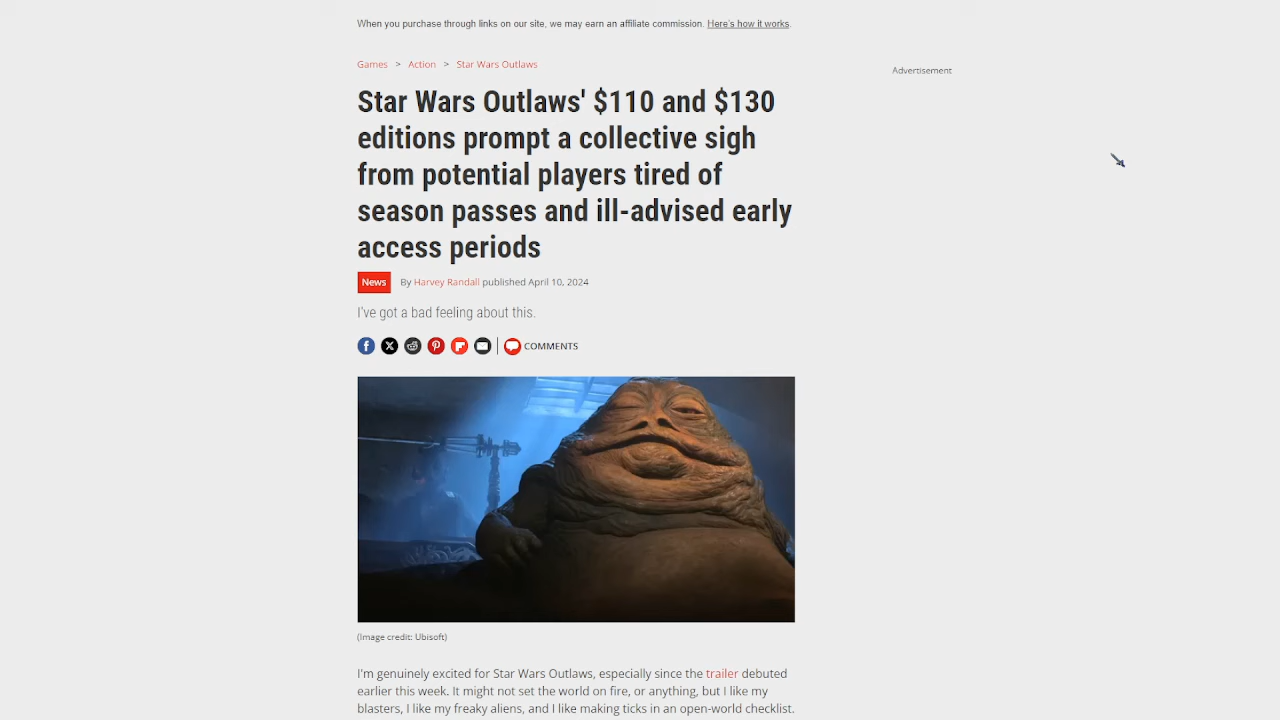 When you purchase through links on our site, we may earn an affiliate commission. Here's how it works.
Games > Action > Star Wars Outlaws
Advertisement
Star Wars Outlaws' $110 and $130
editions prompt a collective sigh
from potential players tired of
season passes and ill-advised early
access periods
News By Harvey Randall published April 10, 2024
I've got a bad feeling about this.
COMMENTS
(Image credit: Ubisoft)
I'm genuinely excited for Star Wars Outlaws, especially since the trailer debuted
earlier this week. It might not set the world on fire, or anything, but I like my
blasters, I like my freaky aliens, and I like making ticks in an open-world checklist.